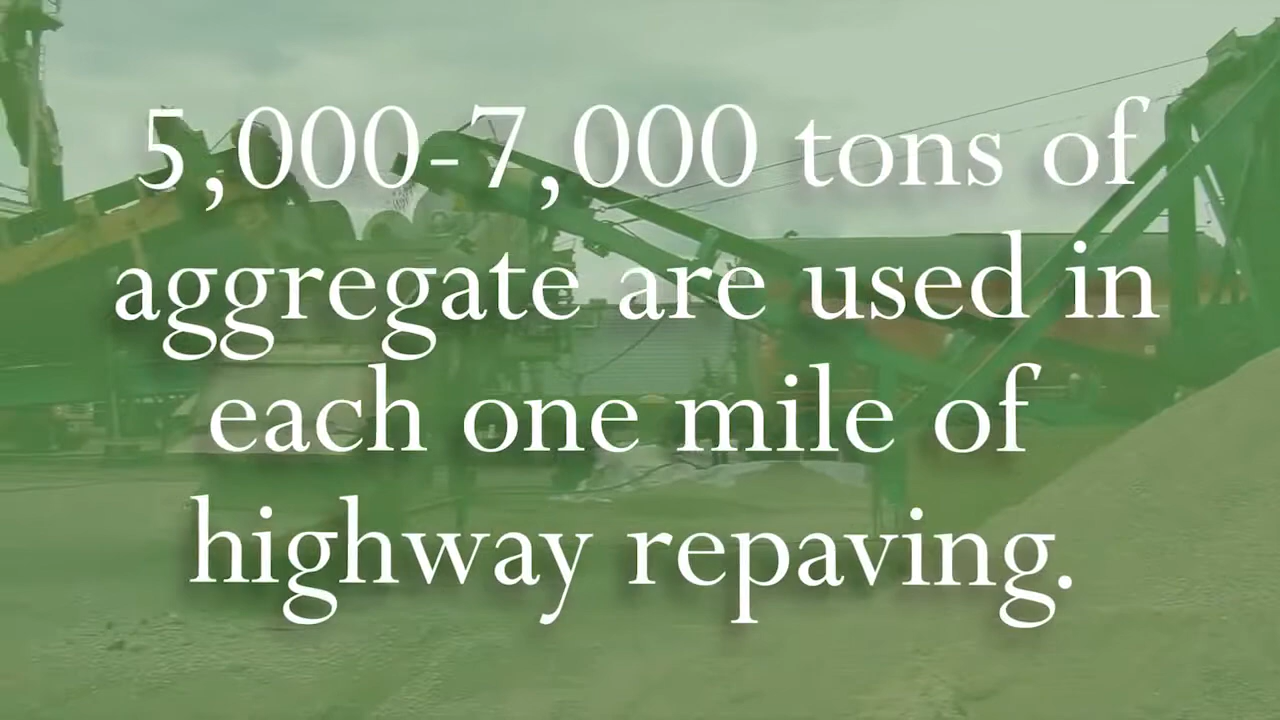 5,000-7,000 tons of
aggregate are used in
each one mile of
highway repaving.